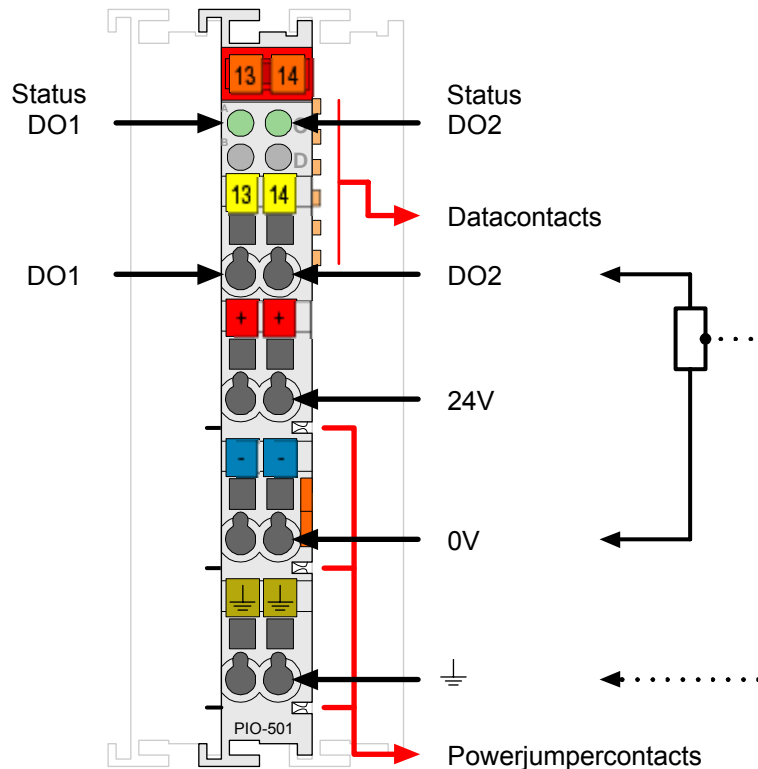 13 14
Status
DO1
Status
DO2
A
C
B
D
13 14
Datacontacts
DO1
DO2
+ +
24V
- -
0V
PIO-501
Powerjumpercontacts